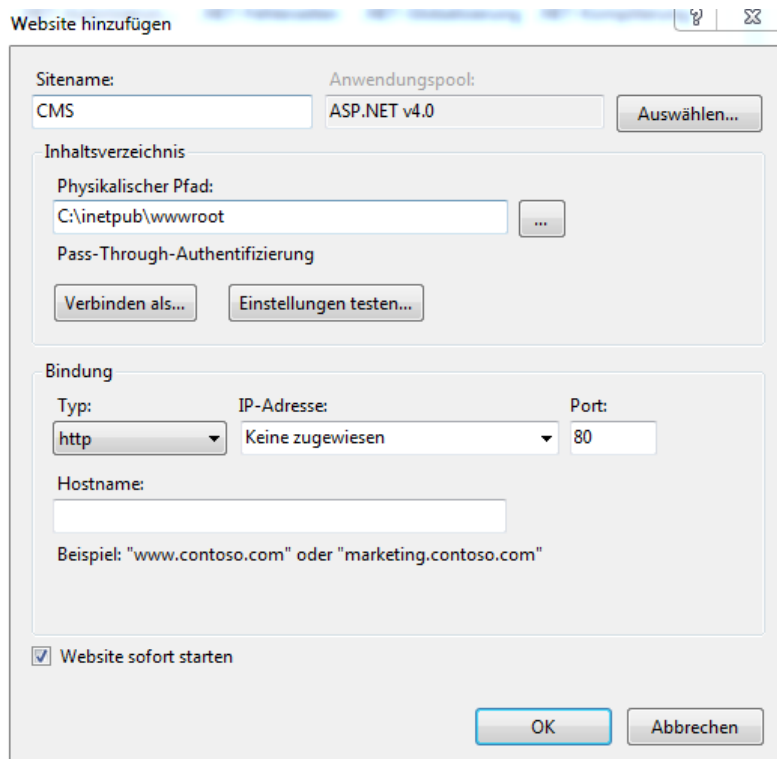 Website hinzufügen
?
Sitename:
Anwendungspool:
CMS
ASP.NET v4.0
Auswählen...
Inhaltsverzeichnis
Physikalischer Pfad:
C:\inetpub\wwwroot
...
Pass-Through-Authentifizierung
Verbinden als...
Einstellungen testen...
Bindung
Typ:
IP-Adresse:
Port:
http
Keine zugewiesen
80
Hostname:
Beispiel: "www.contoso.com" oder "marketing.contoso.com"
Website sofort starten
OK
Abbrechen